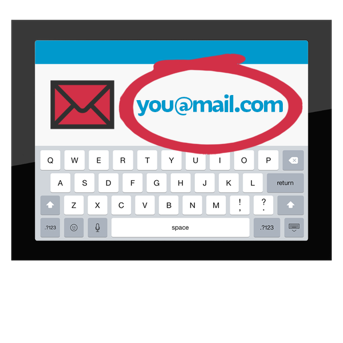 you@mail.com
Q W E R T Y U I O P
A S D F G H J K L return
Z X C V B N M ! , ? .
.?123 space .?123